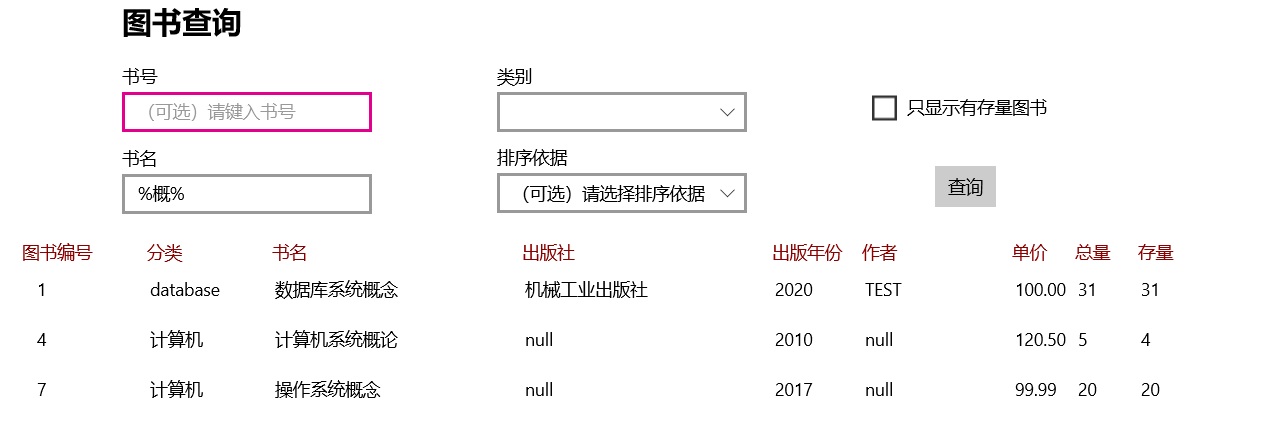 图书查询
书号
类别
（可选）请键入书号
只显示有存量图书
书名
排序依据
%概%
（可选）请选择排序依据
查询
图书编号 分类 书名 出版社 出版年份 作者 单价 总量 存量
1 database 数据库系统概念 机械工业出版社 2020 TEST 100.00 31 31
4 计算机 计算机系统概论 null 2010 null 120.50 5 4
7 计算机 操作系统概念 null 2017 null 99.99 20 20